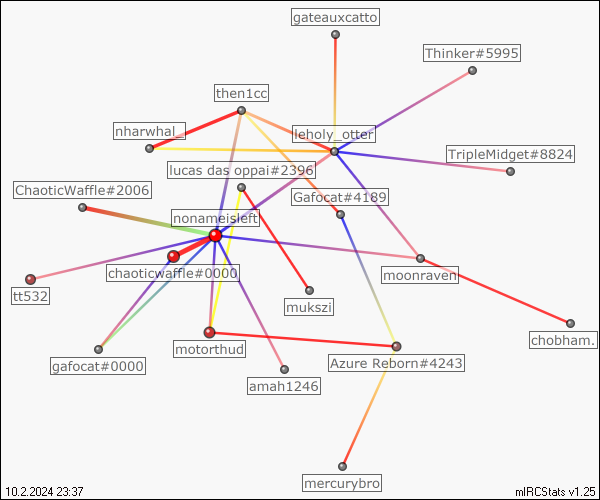 gateauxcatto
Thinker#5995
then1cc
nharwhal_
leholy_otter
TripleMidget#8824
lucas das oppai#2396
ChaoticWaffle#2006
Gafocat#4189
nonameisleft
chaoticwaffle#0000
moonraven
tt532
mukszi
chobham.
motorthud
gafocat#0000
Azure Reborn#4243
amah1246
mercurybro
10.2.2024 23:37
mIRCStats v1.25